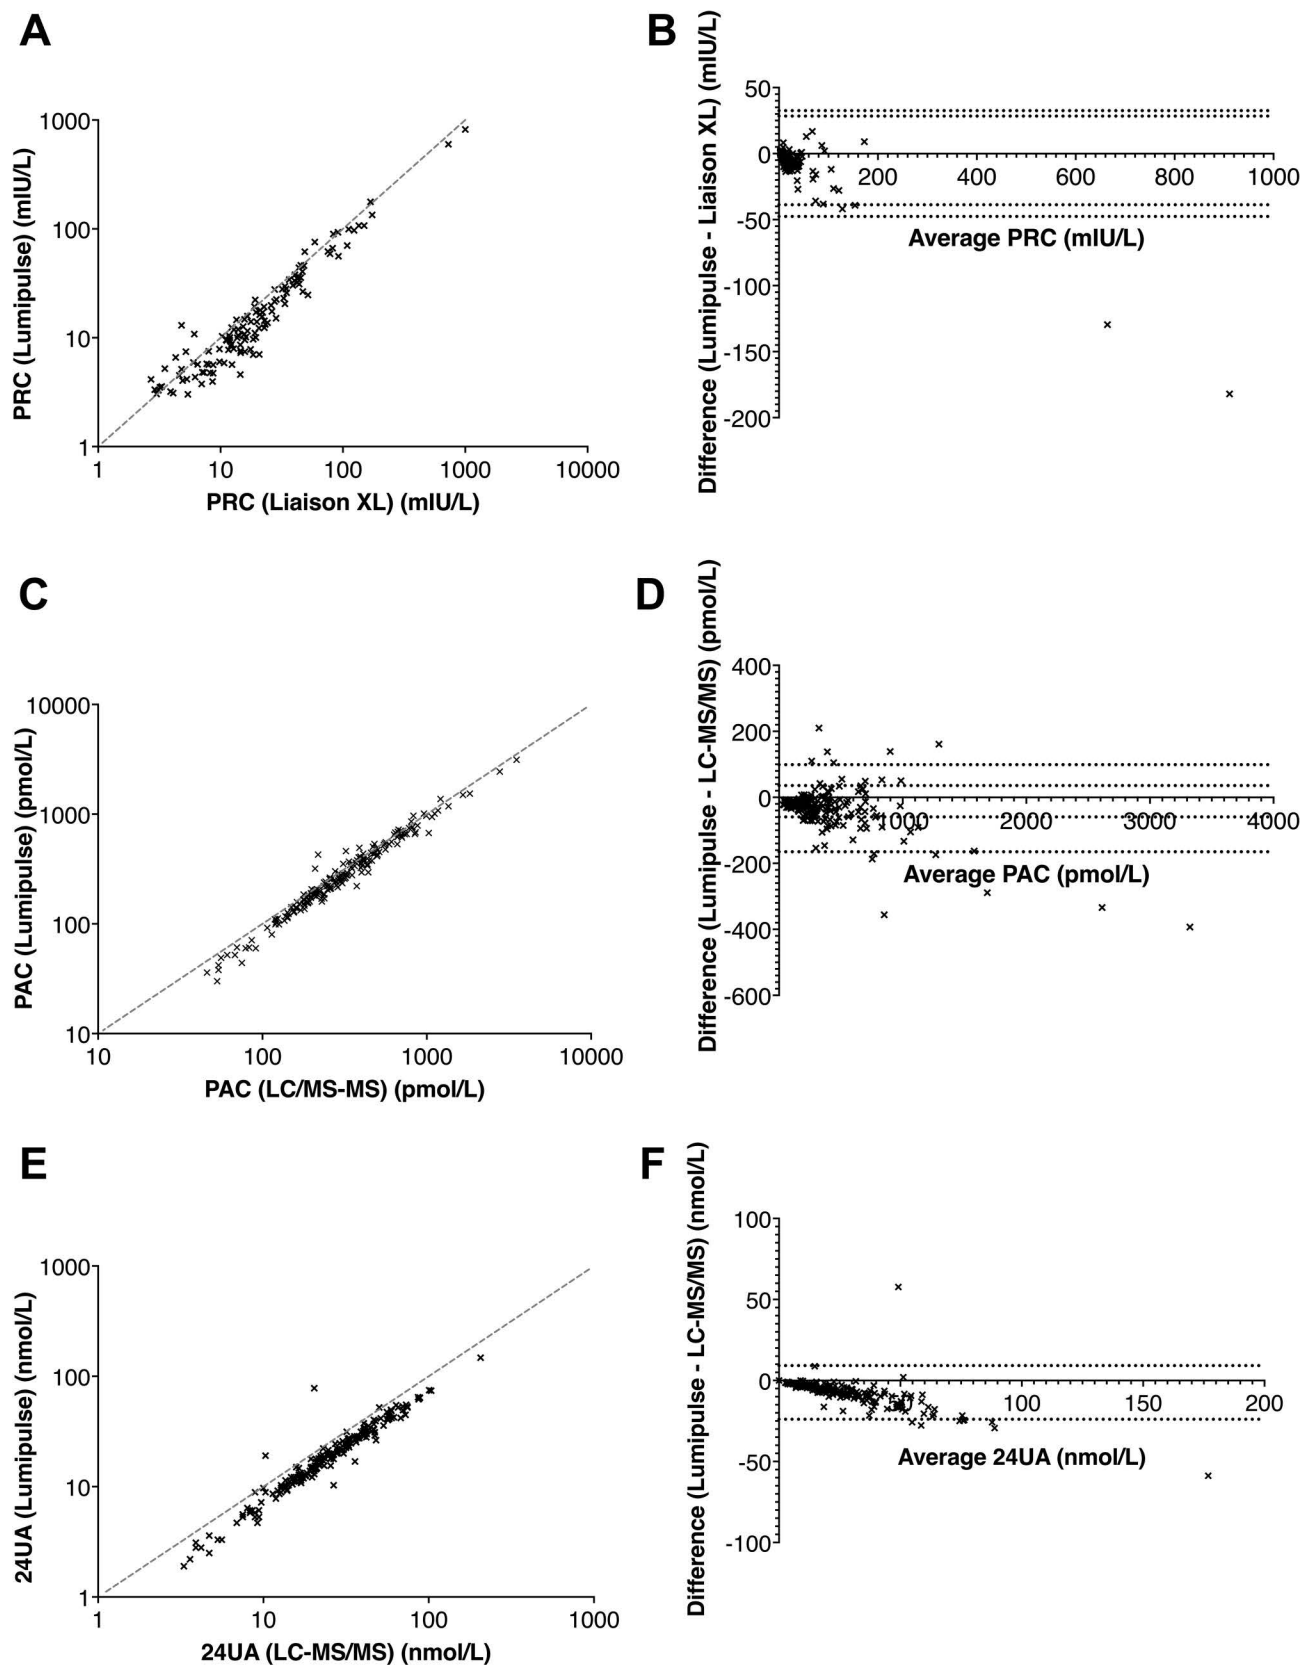 A
PRC (Lumipulse) (mIU/L)
1000
100
10
1
1 10 100 1000 10000
PRC (Liaison XL) (mIU/L)
B
Difference (Lumipulse - Liaison XL) (mIU/L)
50
0
-50
-100
-150
-200
200 400 600 800 1000
Average PRC (mIU/L)
C
PAC (Lumipulse) (pmol/L)
10000
1000
100
10
10 100 1000 10000
PAC (LC/MS-MS) (pmol/L)
D
Difference (Lumipulse - LC-MS/MS) (pmol/L)
400
200
0
-200
-400
-600
1000 2000 3000 4000
Average PAC (pmol/L)
E
24UA (Lumipulse) (nmol/L)
1000
100
10
1
1 10 100 1000
24UA (LC-MS/MS) (nmol/L)
F
Difference (Lumipulse - LC-MS/MS) (nmol/L)
100
50
0
-50
-100
50 100 150 200
Average 24UA (nmol/L)